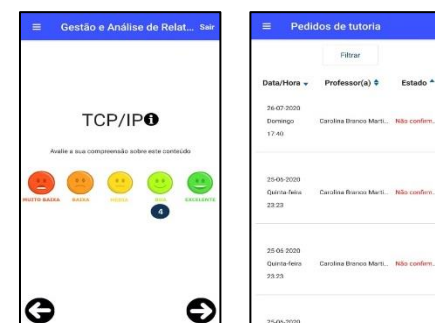 Gestão e Análise de Relat... Sair
TCP/IP
Avalie a sua compreensão sobre este conteúdo
MUITO BAIXA BAIXA MÉDIA BOA EXCELENTE
4
Pedidos de tutoria
Filtrar
Data/Hora Professor(a) Estado
26-07-2020
Domingo Carolina Branco Marti... Não confirm...
17:40
25-06-2020
Quinta-feira Carolina Branco Marti... Não confirm...
23:23
25-06-2020
Quinta-feira Carolina Branco Marti... Não confirm...
23:23
25-06-2020